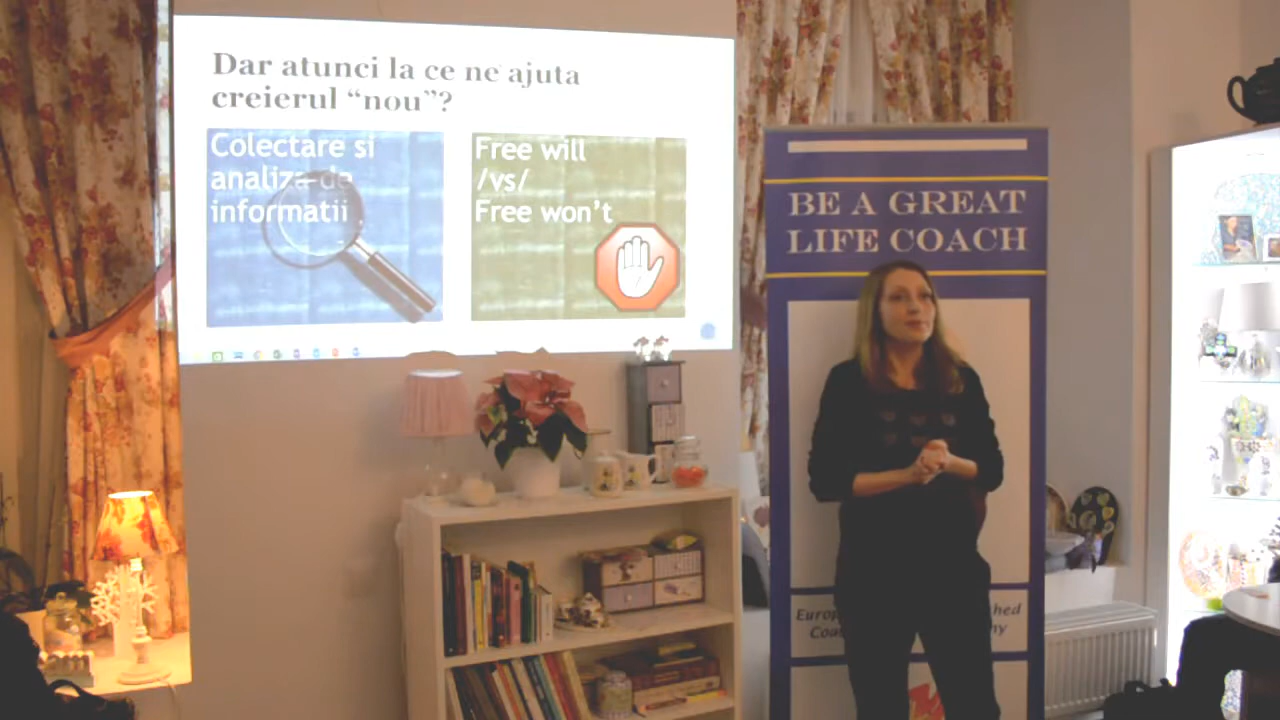 Dar atunci la ce ne ajuta
creierul “nou”?
Colectare si
analiza de
informatii
Free will
/vs/
Free won’t
BE A GREAT
LIFE COACH